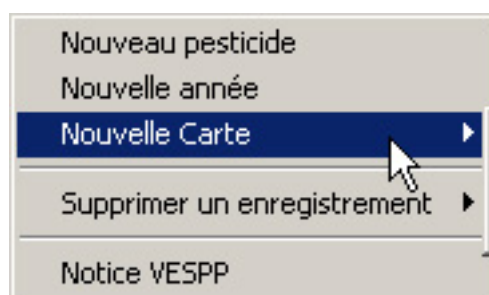 Nouveau pesticide
Nouvelle année
Nouvelle Carte
Supprimer un enregistrement
Notice VESPP